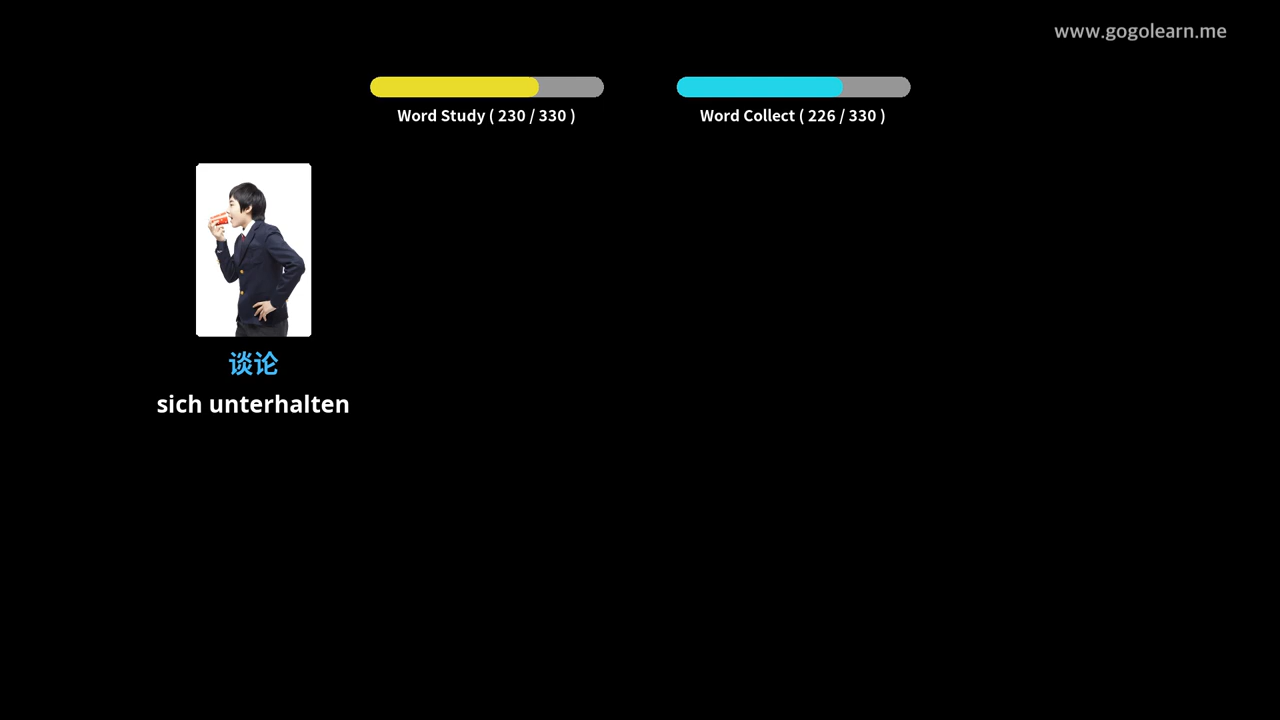 www.gogolearn.me
Word Study ( 230 / 330 )
Word Collect ( 226 / 330 )
谈论
sich unterhalten